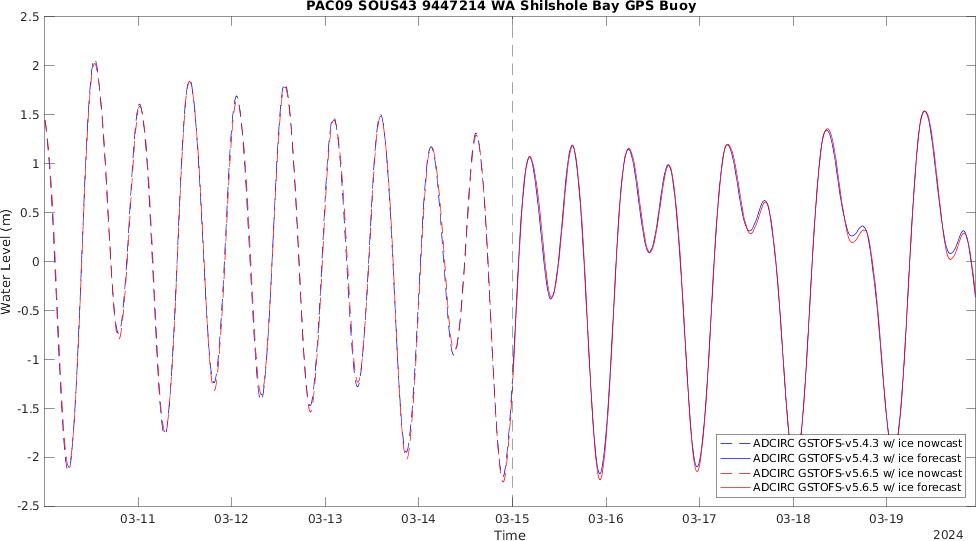 PAC09 SOUS43 9447214 WA Shilshole Bay GPS Buoy
2.5
2
1.5
1
0.5
0
-0.5
-1
-1.5
-2
-2.5
Water Level (m)
ADCIRC GSTOFS-v5.4.3 w/ ice nowcast
ADCIRC GSTOFS-v5.4.3 w/ ice forecast
ADCIRC GSTOFS-v5.6.5 w/ ice nowcast
ADCIRC GSTOFS-v5.6.5 w/ ice forecast
03-11 03-12 03-13 03-14 03-15 03-16 03-17 03-18 03-19
Time
2024